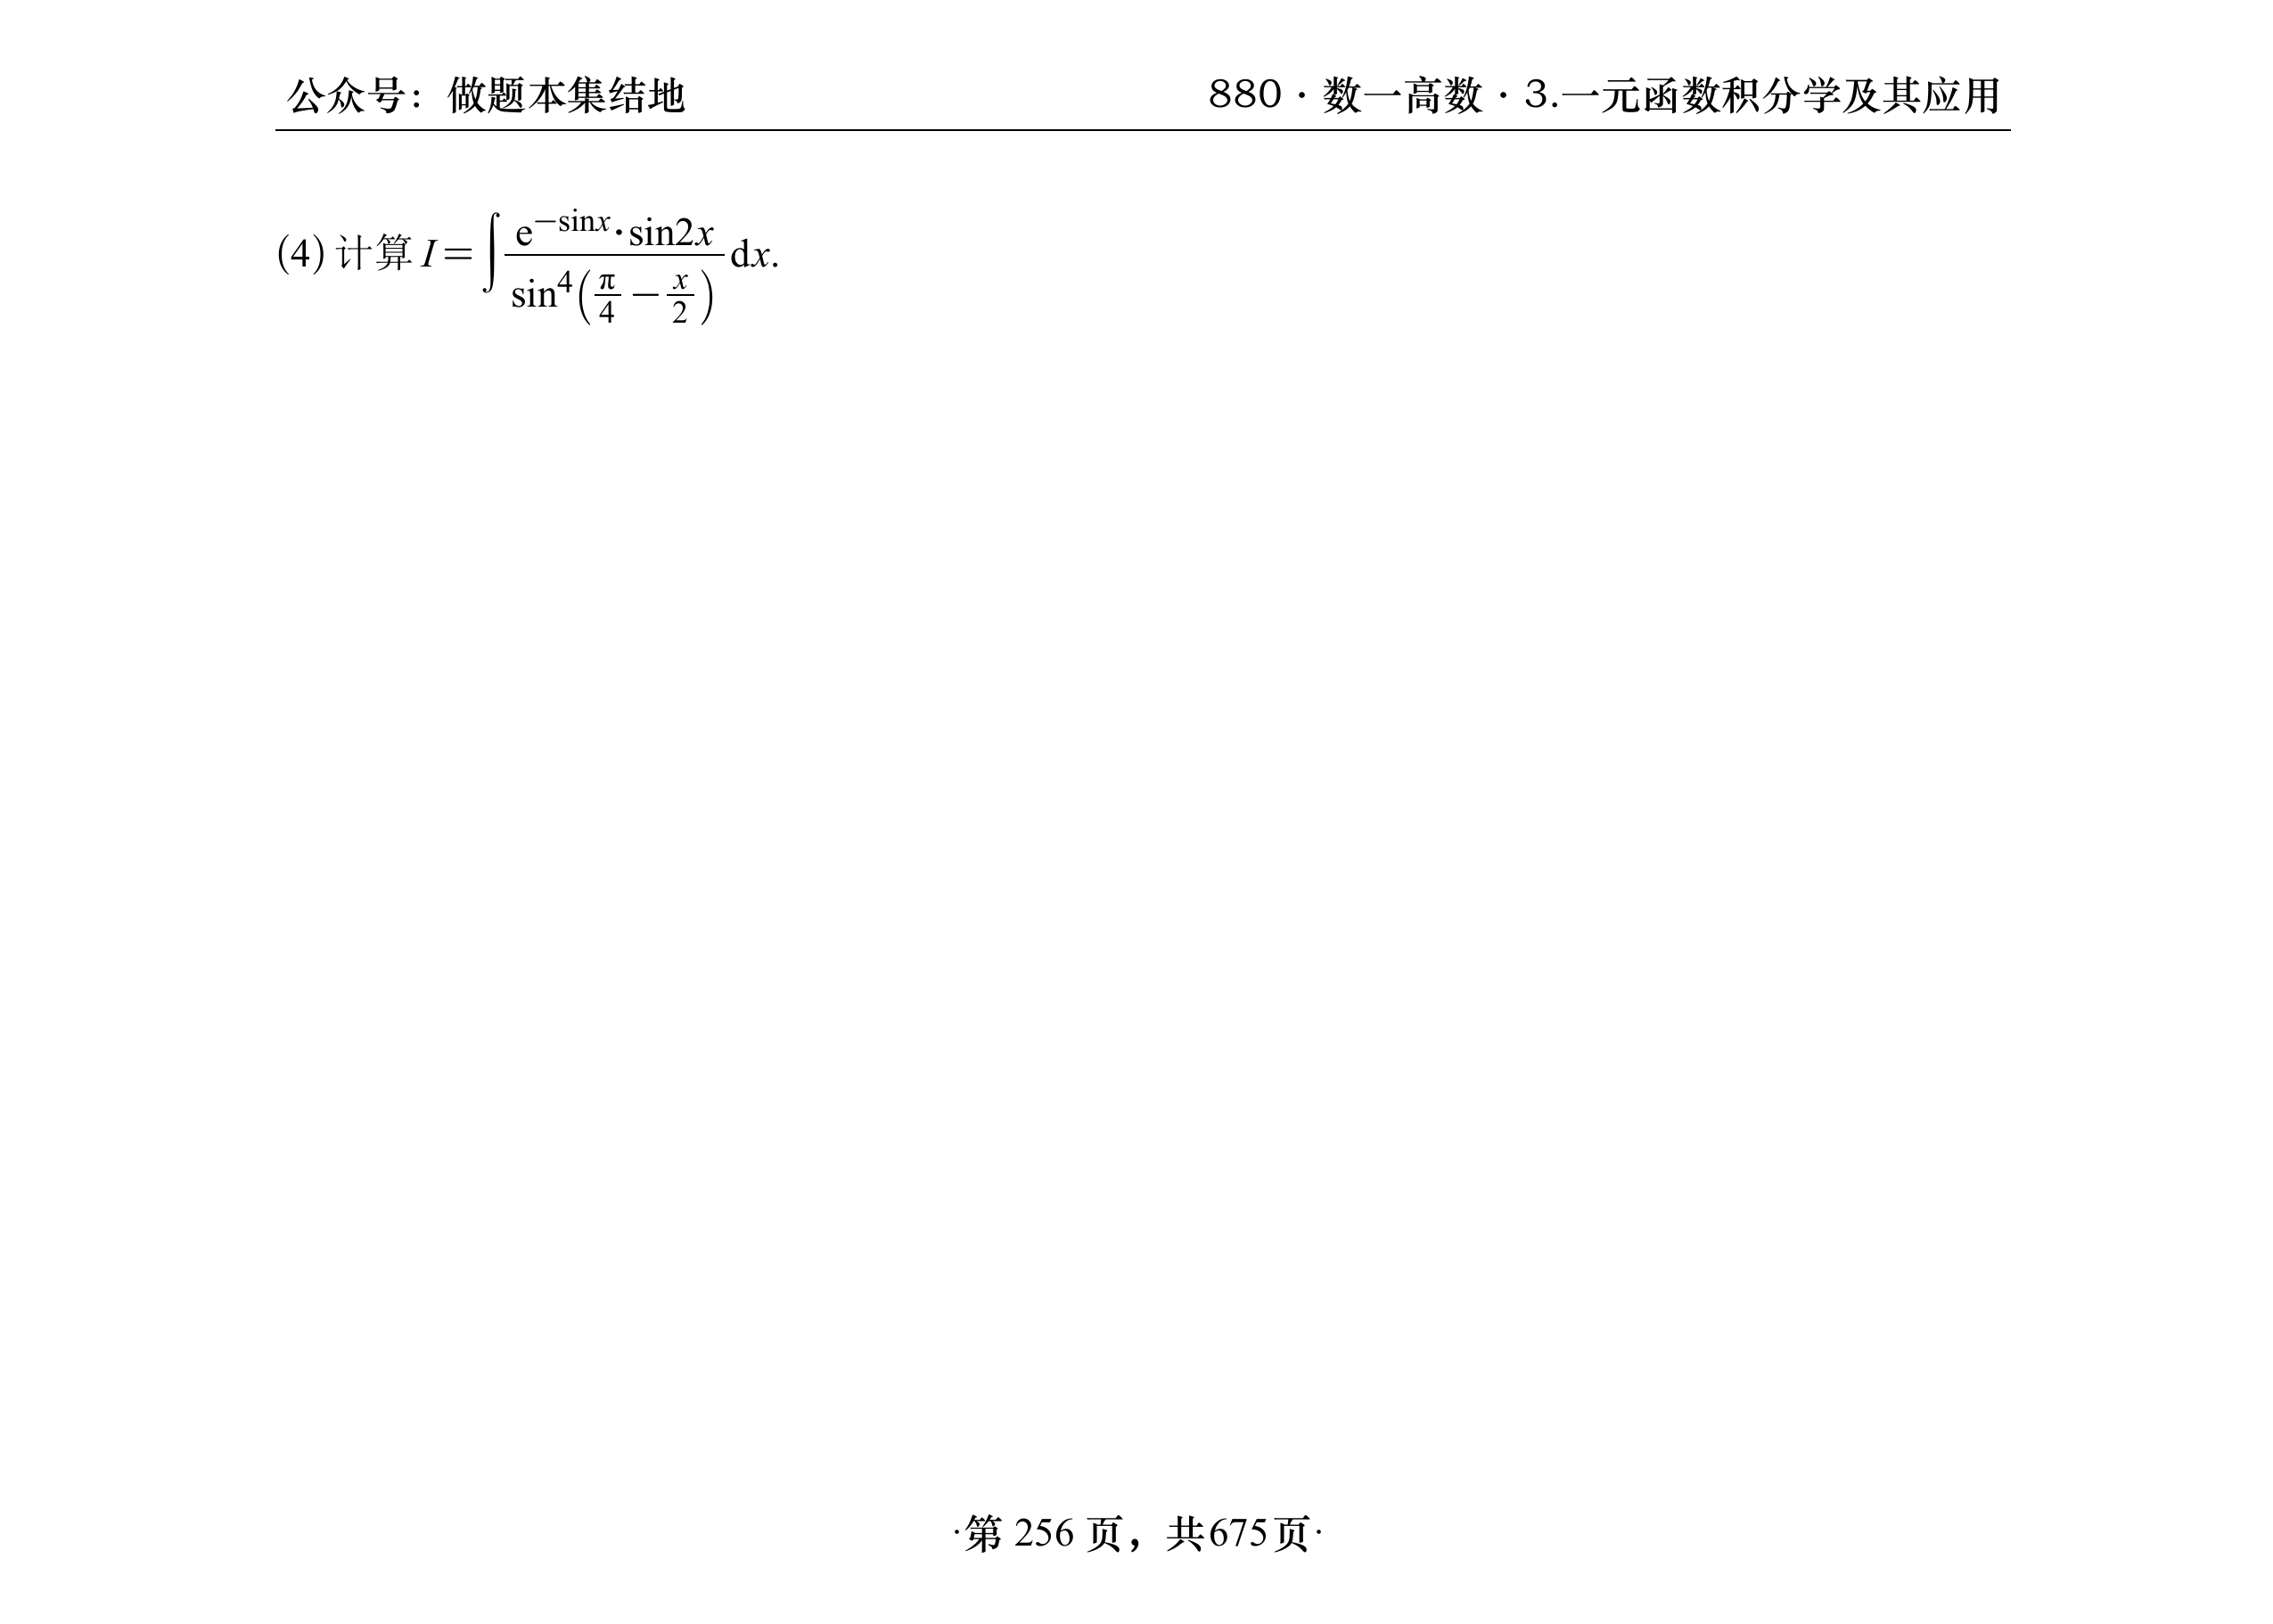 公众号：做题本集结地
880 · 数一高数 · 3.一元函数积分学及其应用
(4) 计算 $I=\int \frac{\mathrm{e}^{-\sin x}\cdot \sin 2x}{\sin^4\left(\frac{\pi}{4}-\frac{x}{2}\right)}\mathrm{d}x.$
·第 256 页，共675页·